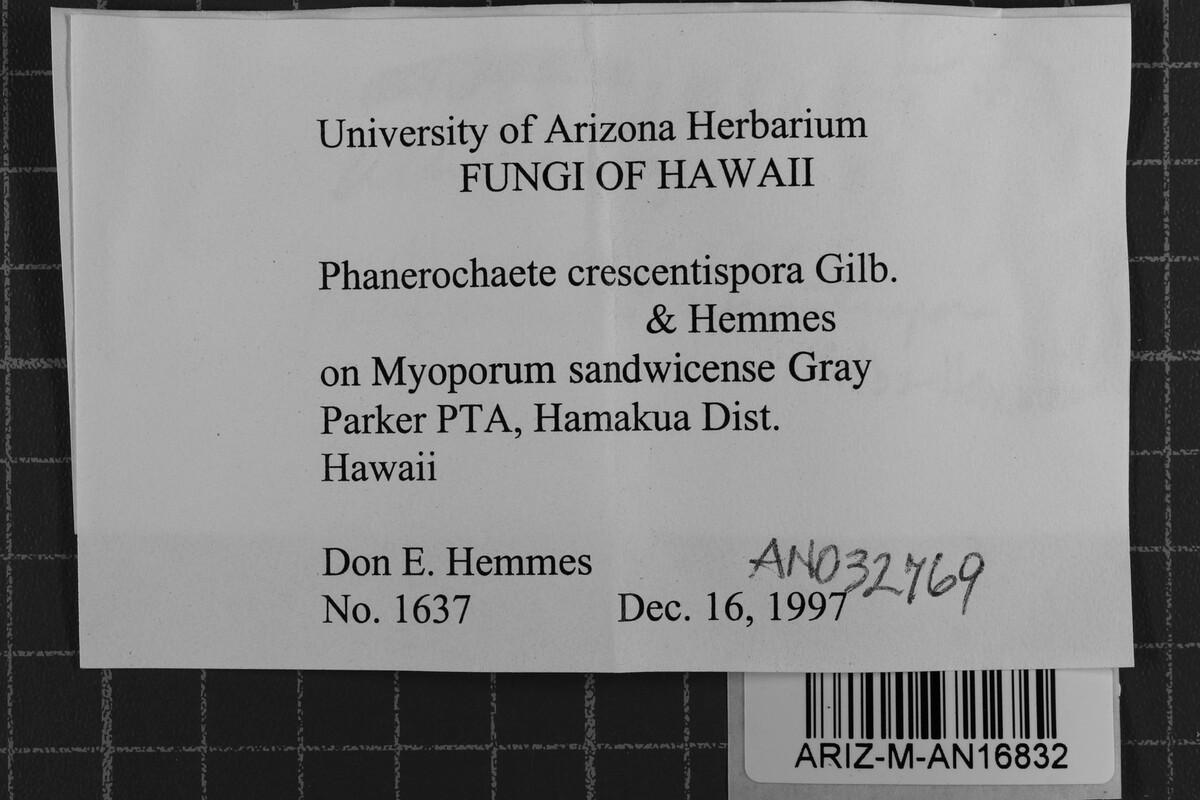 University of Arizona Herbarium
FUNGI OF HAWAII
Phanerochaete crescentispora Gilb.
& Hemmes
on Myoporum sandwicense Gray
Parker PTA, Hamakua Dist.
Hawaii
Don E. Hemmes
AN032769
No. 1637 Dec. 16, 1997
ARIZ-M-AN16832